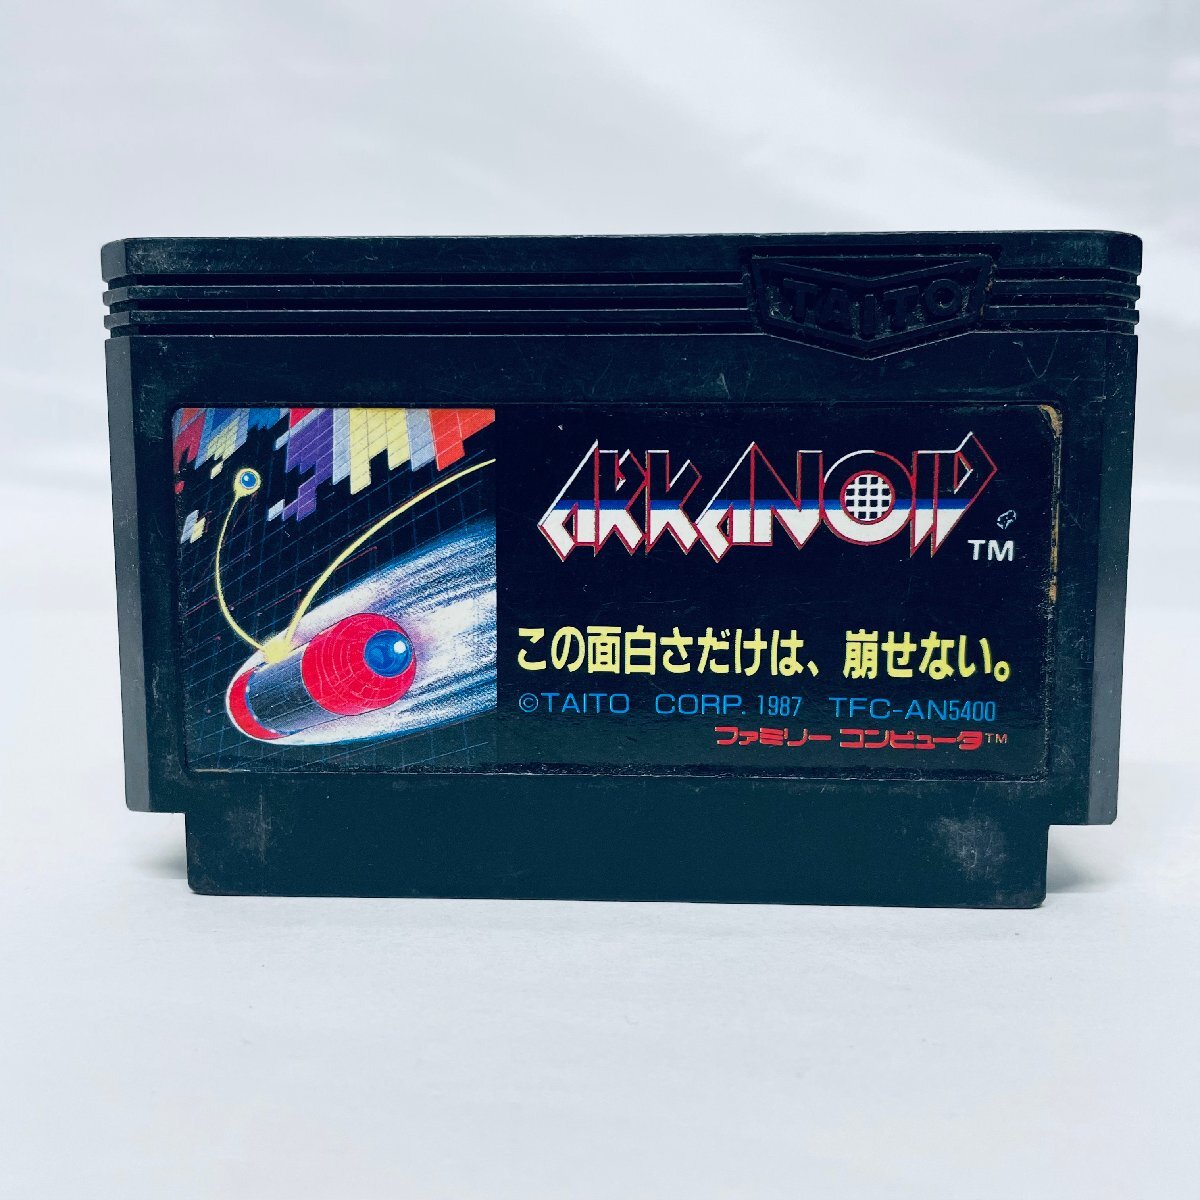 TAITO
ARKANOID
TM
この面白さだけは、崩せない。
©TAITO CORP. 1987 TFC-AN5400
ファミリーコンピュータ™